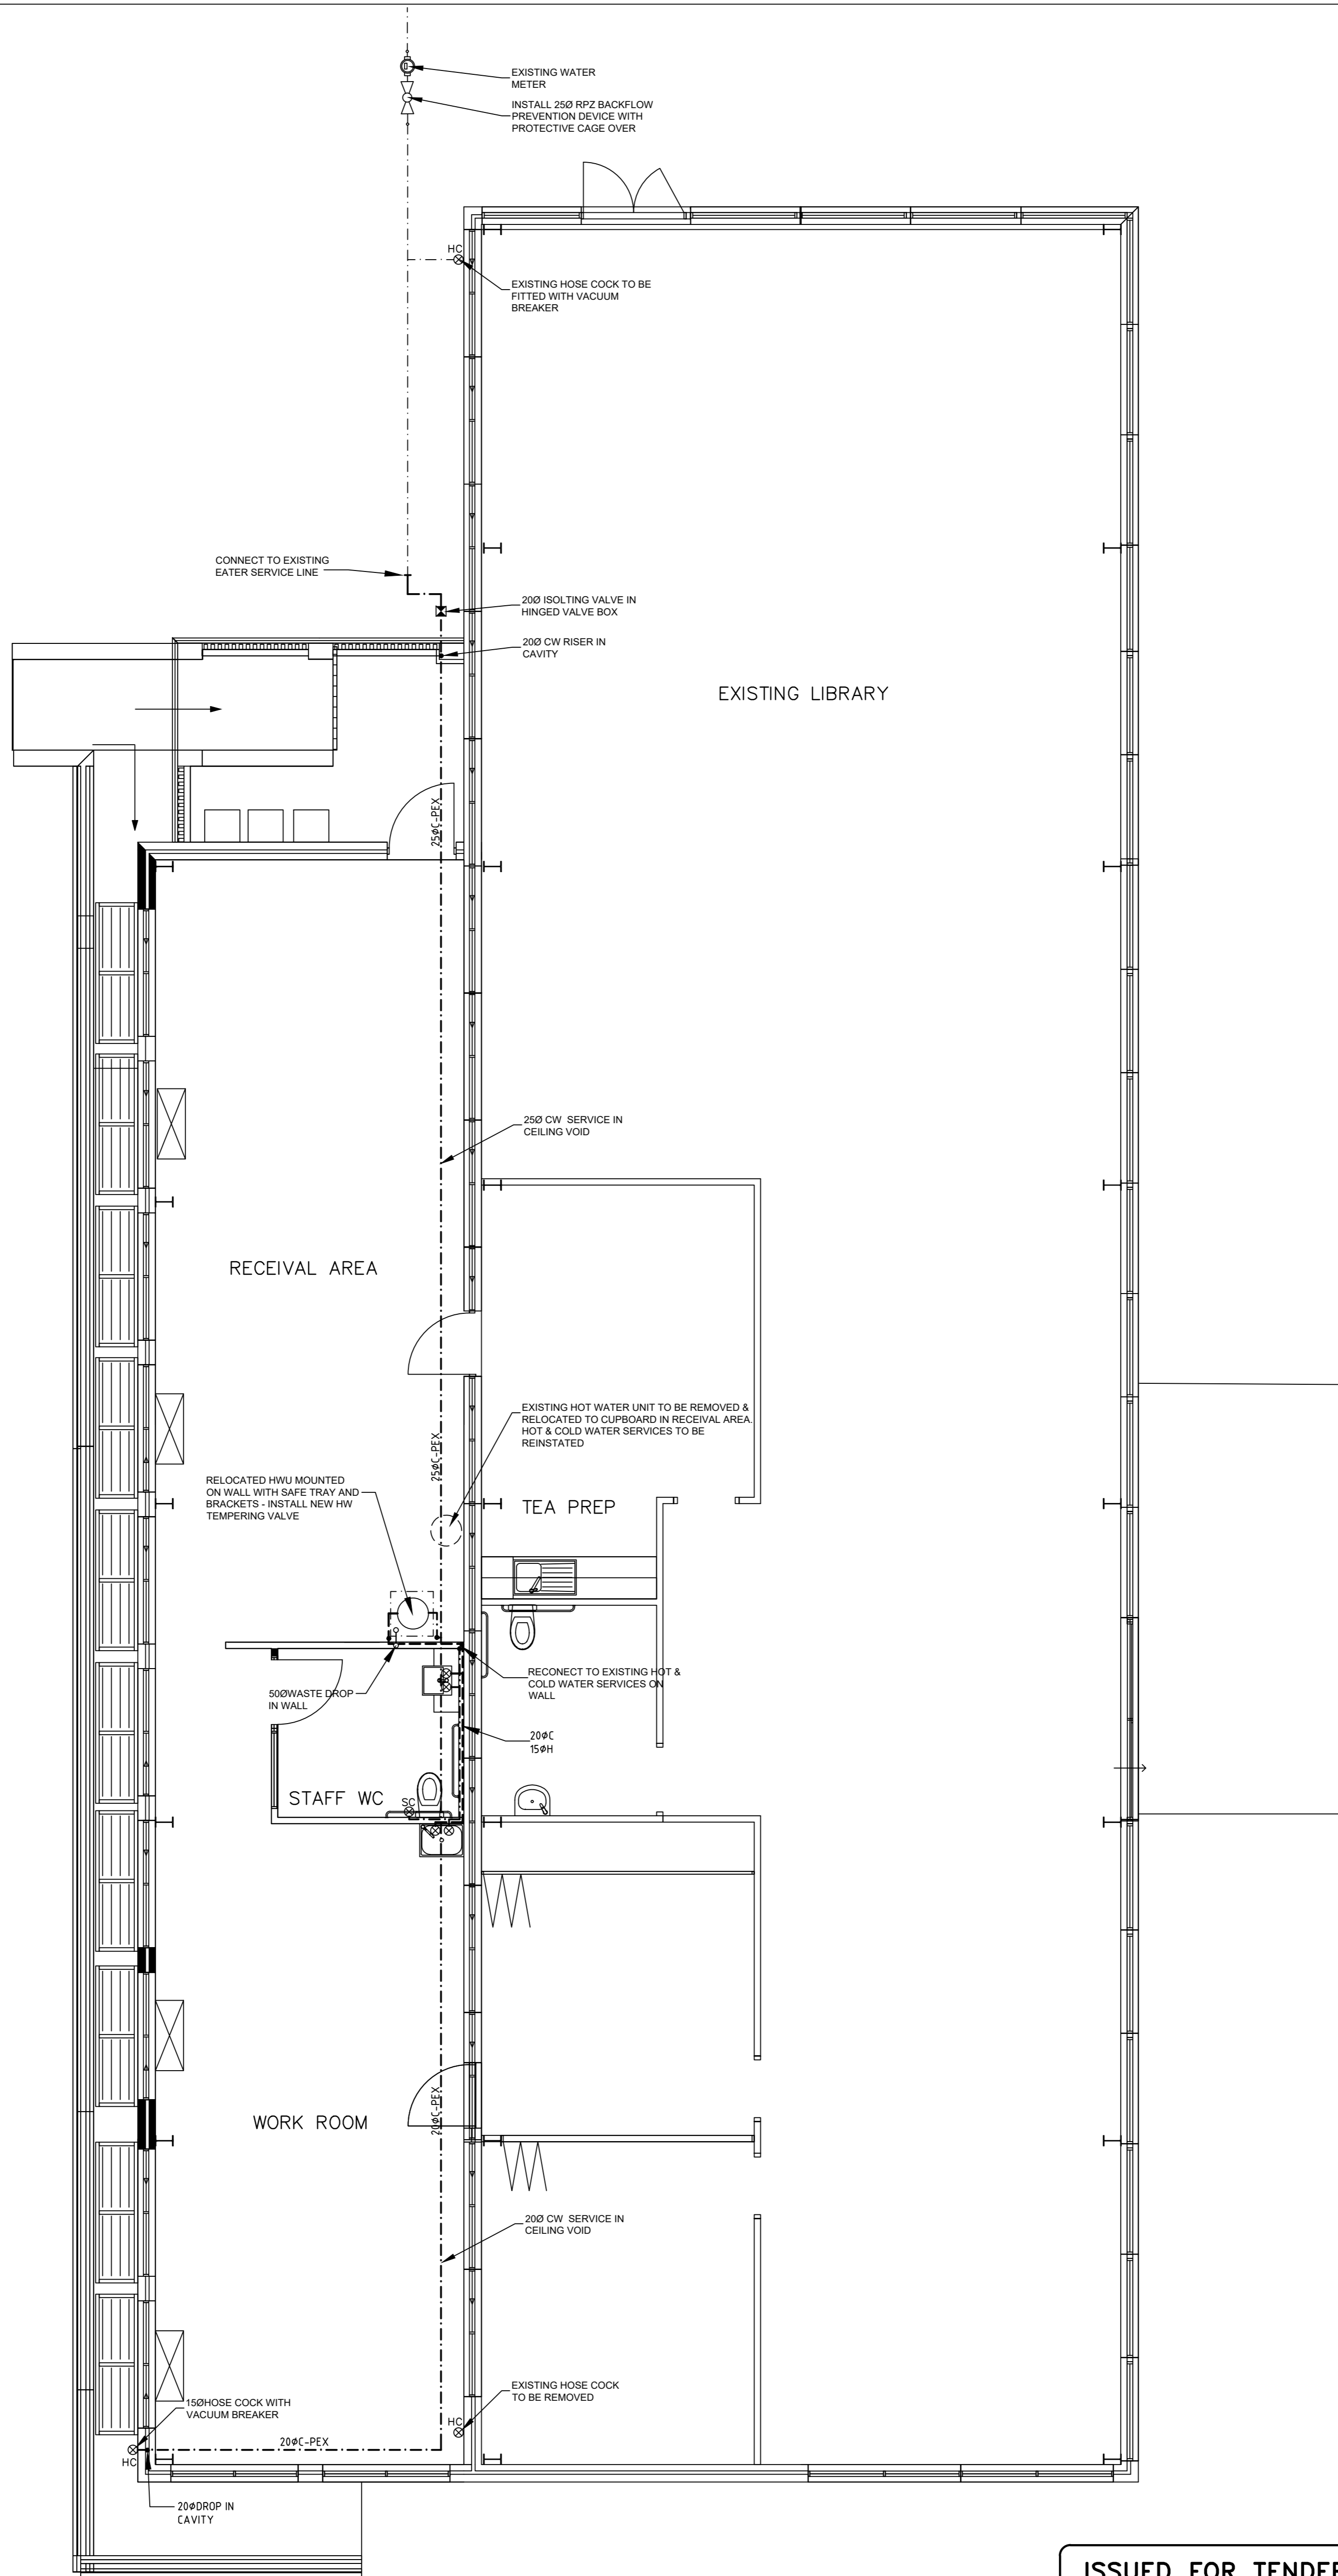 EXISTING WATER
METER
INSTALL 25Ø RPZ BACKFLOW
PREVENTION DEVICE WITH
PROTECTIVE CAGE OVER
HC
EXISTING HOSE COCK TO BE
FITTED WITH VACUUM
BREAKER
CONNECT TO EXISTING
EATER SERVICE LINE
20Ø ISOLTING VALVE IN
HINGED VALVE BOX
20Ø CW RISER IN
CAVITY
EXISTING LIBRARY
25ØC-PEX
25Ø CW SERVICE IN
CEILING VOID
RECEIVAL AREA
EXISTING HOT WATER UNIT TO BE REMOVED &
RELOCATED TO CUPBOARD IN RECEIVAL AREA.
HOT & COLD WATER SERVICES TO BE
REINSTATED
25ØC-PEX
RELOCATED HWU MOUNTED
ON WALL WITH SAFE TRAY AND
BRACKETS - INSTALL NEW HW
TEMPERING VALVE
TEA PREP
RECONECT TO EXISTING HOT &
COLD WATER SERVICES ON
WALL
50ØWASTE DROP
IN WALL
20ØC
15ØH
STAFF WC
SC
WORK ROOM
20ØC-PEX
20Ø CW SERVICE IN
CEILING VOID
EXISTING HOSE COCK
TO BE REMOVED
15ØHOSE COCK WITH
VACUUM BREAKER
HC
20ØC-PEX
HC
20ØDROP IN
CAVITY
ISSUED FOR TENDER